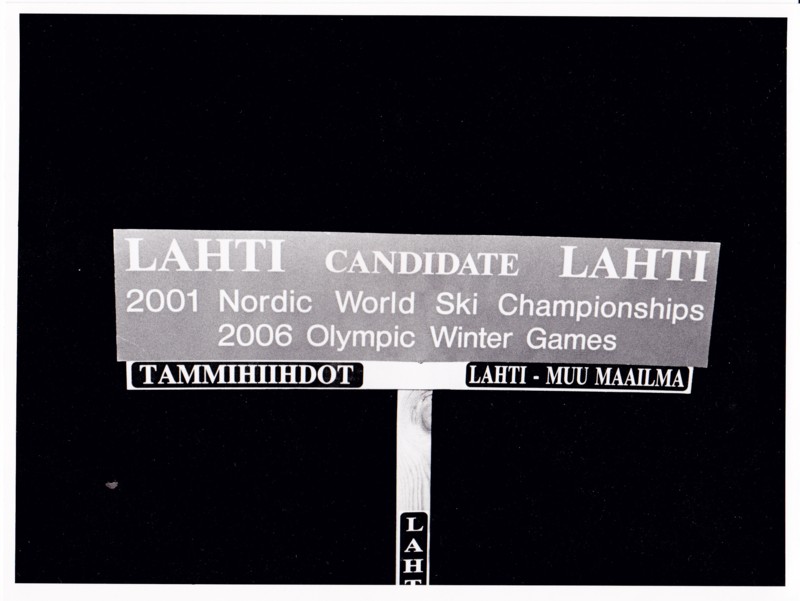 LAHTI CANDIDATE LAHTI
2001 Nordic World Ski Championships
2006 Olympic Winter Games
TAMMIHIIHDOT
LAHTI - MUU MAAILMA
L
A
H
T